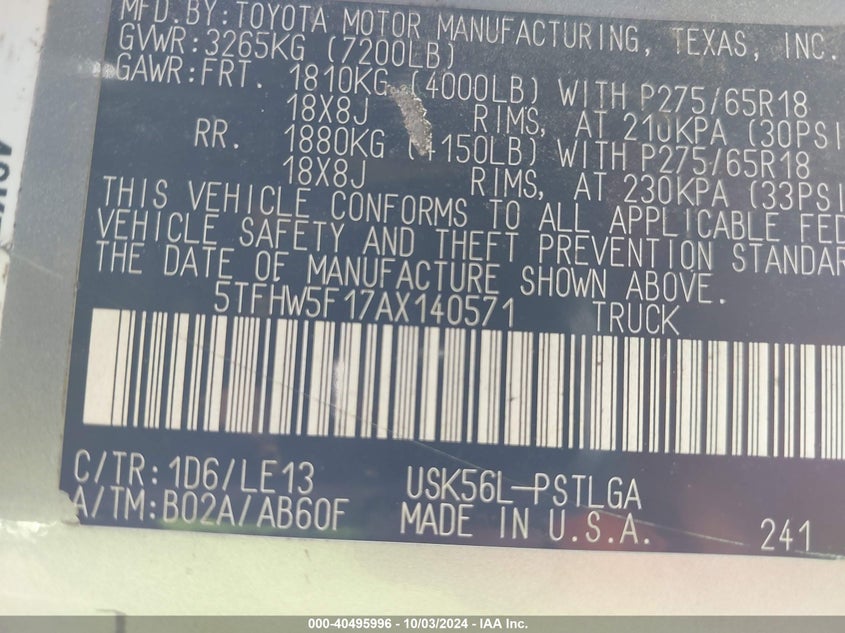 MFD.BY:TOYOTA MOTOR MANUFACTURING, TEXAS, INC.
GVWR:3265KG (7200LB)
GAWR:FRT. 1810KG (4000LB) WITH P275/65R18
18X8J RIMS, AT 210KPA (30PSI
RR. 1880KG (4150LB) WITH P275/65R18
18X8J RIMS, AT 230KPA (33PSI
THIS VEHICLE CONFORMS TO ALL APPLICABLE FED
VEHICLE SAFETY AND THEFT PREVENTION STANDAR
THE DATE OF MANUFACTURE SHOWN ABOVE.
5TFHW5F17AX140571 TRUCK
C/TR:1D6/LE13 USK56L-PSTLGA
A/TM:B02A/AB60F MADE IN U.S.A. 241
000-40495996 - 10/03/2024 - IAA Inc.